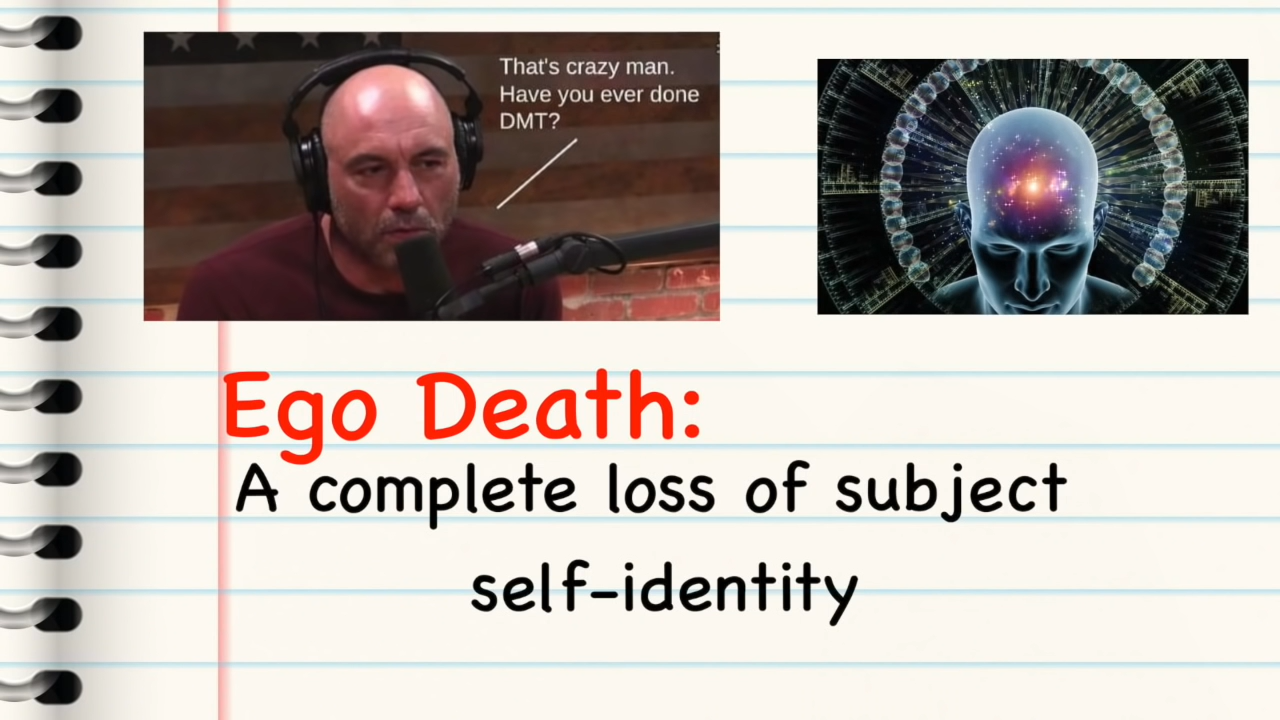 That's crazy man.
Have you ever done
DMT?
Ego Death:
A complete loss of subject
self-identity